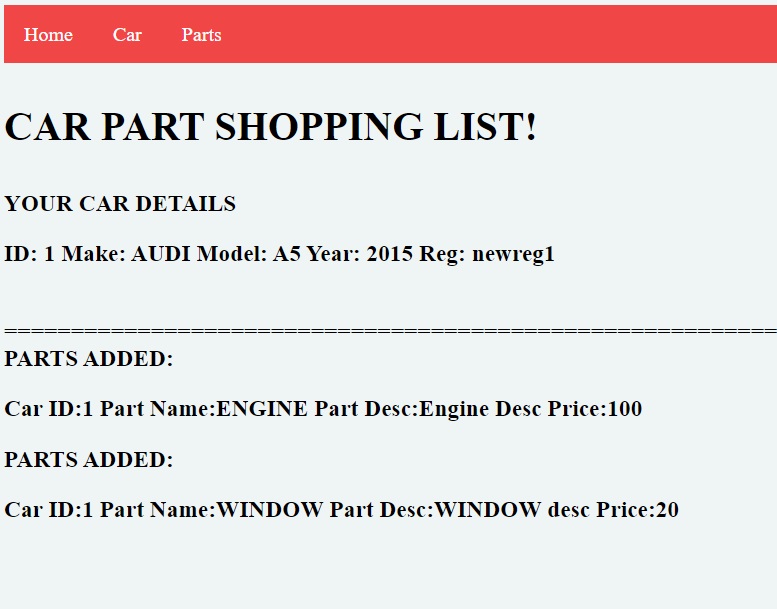 Home Car Parts
CAR PART SHOPPING LIST!
YOUR CAR DETAILS
ID: 1 Make: AUDI Model: A5 Year: 2015 Reg: newreg1
==========================================================
PARTS ADDED:
Car ID:1 Part Name:ENGINE Part Desc:Engine Desc Price:100
PARTS ADDED:
Car ID:1 Part Name:WINDOW Part Desc:WINDOW desc Price:20